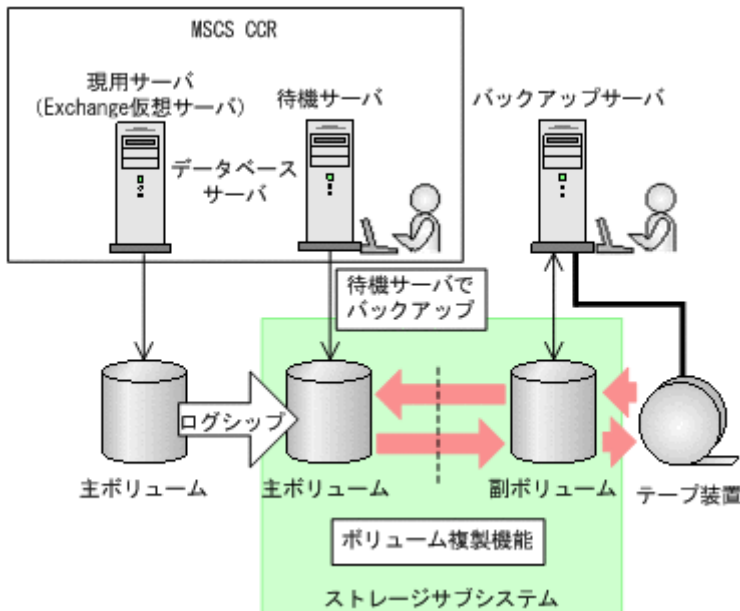 MSCS CCR
現用サーバ
(Exchange仮想サーバ)
待機サーバ
バックアップサーバ
データベース
サーバ
待機サーバで
バックアップ
ログシップ
主ボリューム
主ボリューム
副ボリューム
テープ装置
ボリューム複製機能
ストレージサブシステム